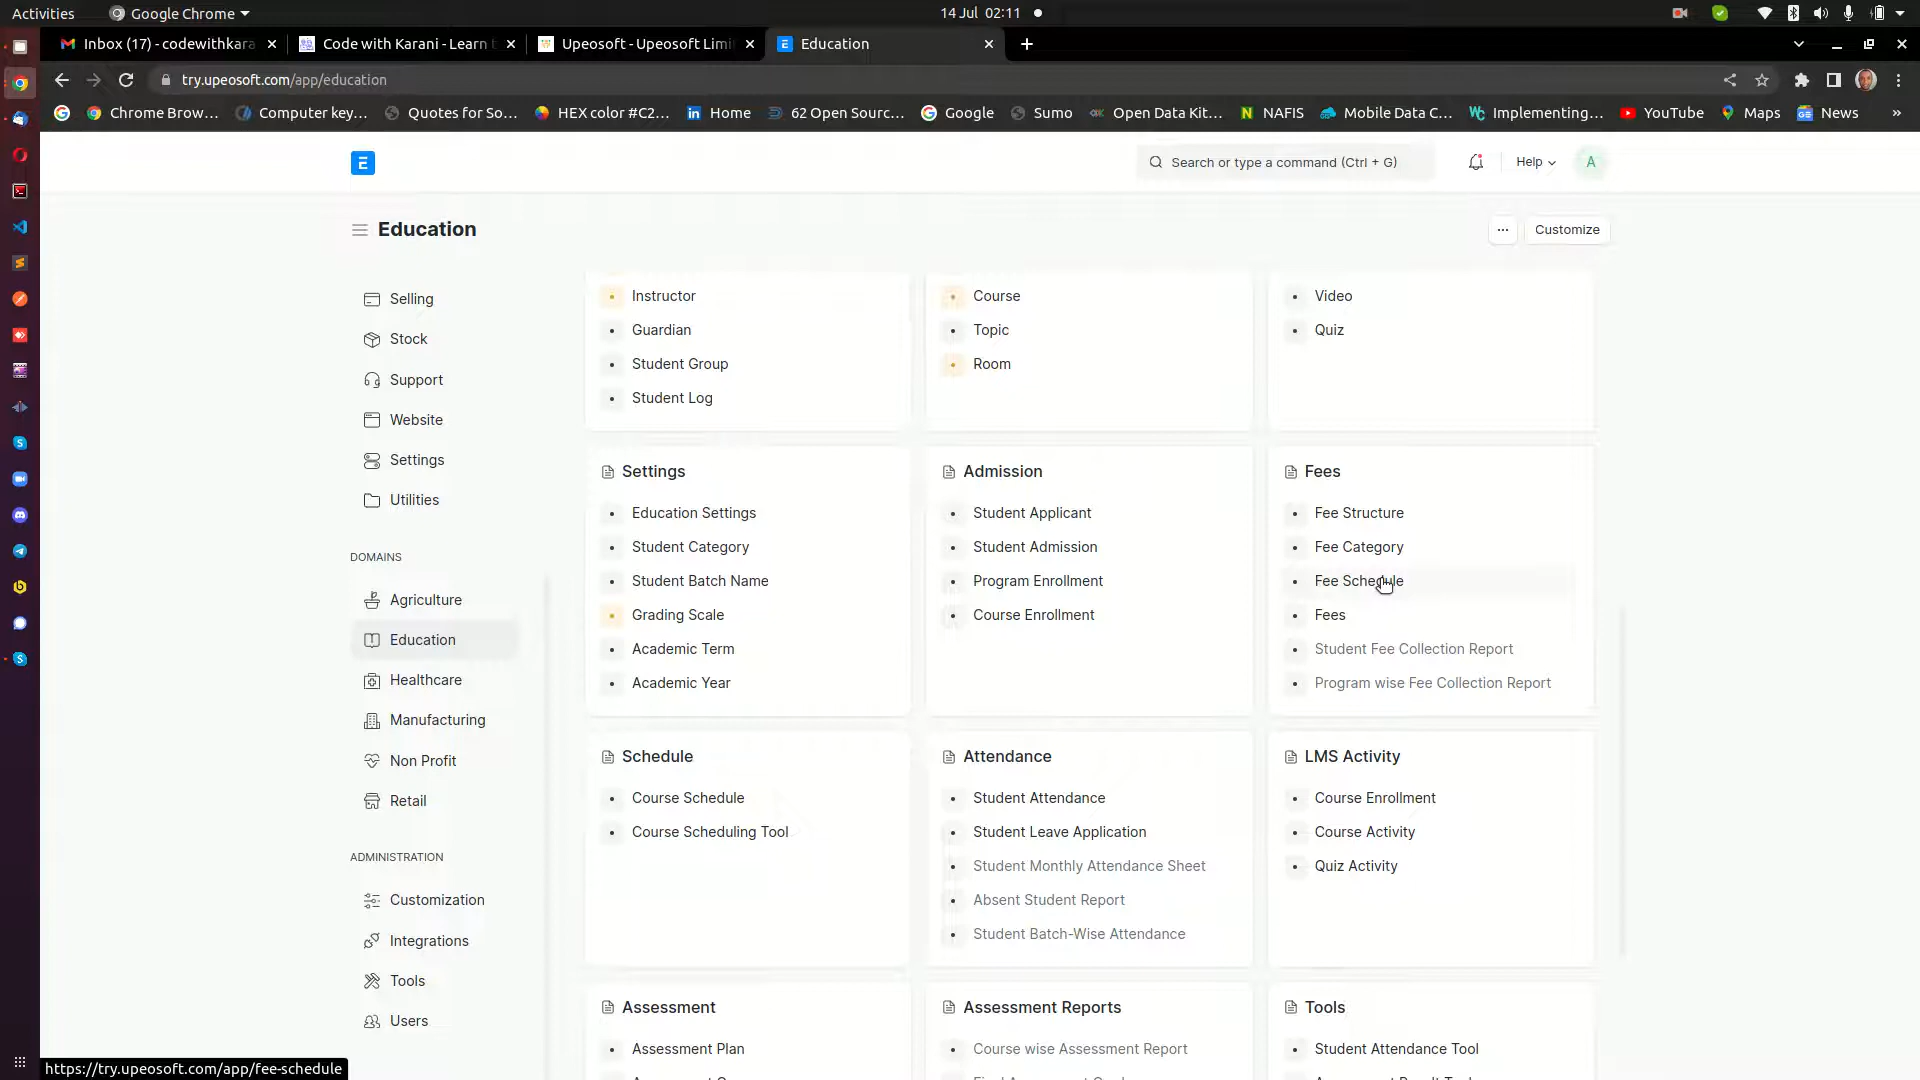 Activities
Google Chrome
14 Jul 02:11
Inbox (17) - codewithkara
Code with Karani - Learn
Upeosoft - Upeosoft Limi
E
Education
try.upeosoft.com/app/education
Chrome Brow...
Computer key...
Quotes for So...
HEX color #C2...
in Home
62 Open Sourc...
Google
Sumo
Open Data Kit...
N NAFIS
Mobile Data C...
Implementing...
YouTube
Maps
News
»
E
Search or type a command (Ctrl + G)
Help
A
Education
...
Customize
Selling
Stock
Support
Website
Settings
Utilities
DOMAINS
Agriculture
Education
Healthcare
Manufacturing
Non Profit
Retail
ADMINISTRATION
Customization
Integrations
Tools
Users
Instructor
Guardian
Student Group
Student Log
Course
Topic
Room
Video
Quiz
Settings
Education Settings
Student Category
Student Batch Name
Grading Scale
Academic Term
Academic Year
Admission
Student Applicant
Student Admission
Program Enrollment
Course Enrollment
Fees
Fee Structure
Fee Category
Fee Schedule
Fees
Student Fee Collection Report
Program wise Fee Collection Report
Schedule
Course Schedule
Course Scheduling Tool
Attendance
Student Attendance
Student Leave Application
Student Monthly Attendance Sheet
Absent Student Report
Student Batch-Wise Attendance
LMS Activity
Course Enrollment
Course Activity
Quiz Activity
Assessment
Assessment Plan
Assessment Reports
Course wise Assessment Report
Tools
Student Attendance Tool
https://try.upeosoft.com/app/fee-schedule